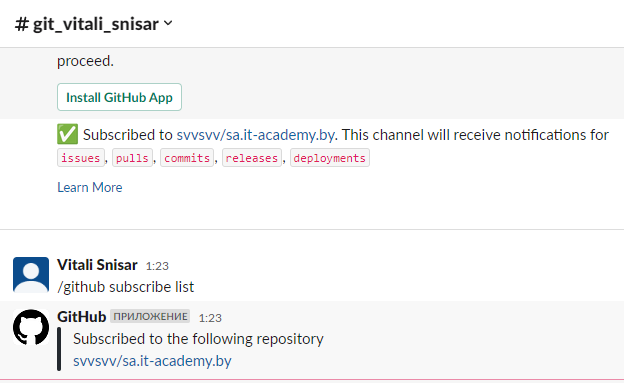 # git_vitali_snisar
proceed.
Install GitHub App
✅ Subscribed to svvsvv/sa.it-academy.by. This channel will receive notifications for
issues, pulls, commits, releases, deployments
Learn More
Vitali Snisar 1:23
/github subscribe list
GitHub ПРИЛОЖЕНИЕ 1:23
Subscribed to the following repository
svvsvv/sa.it-academy.by